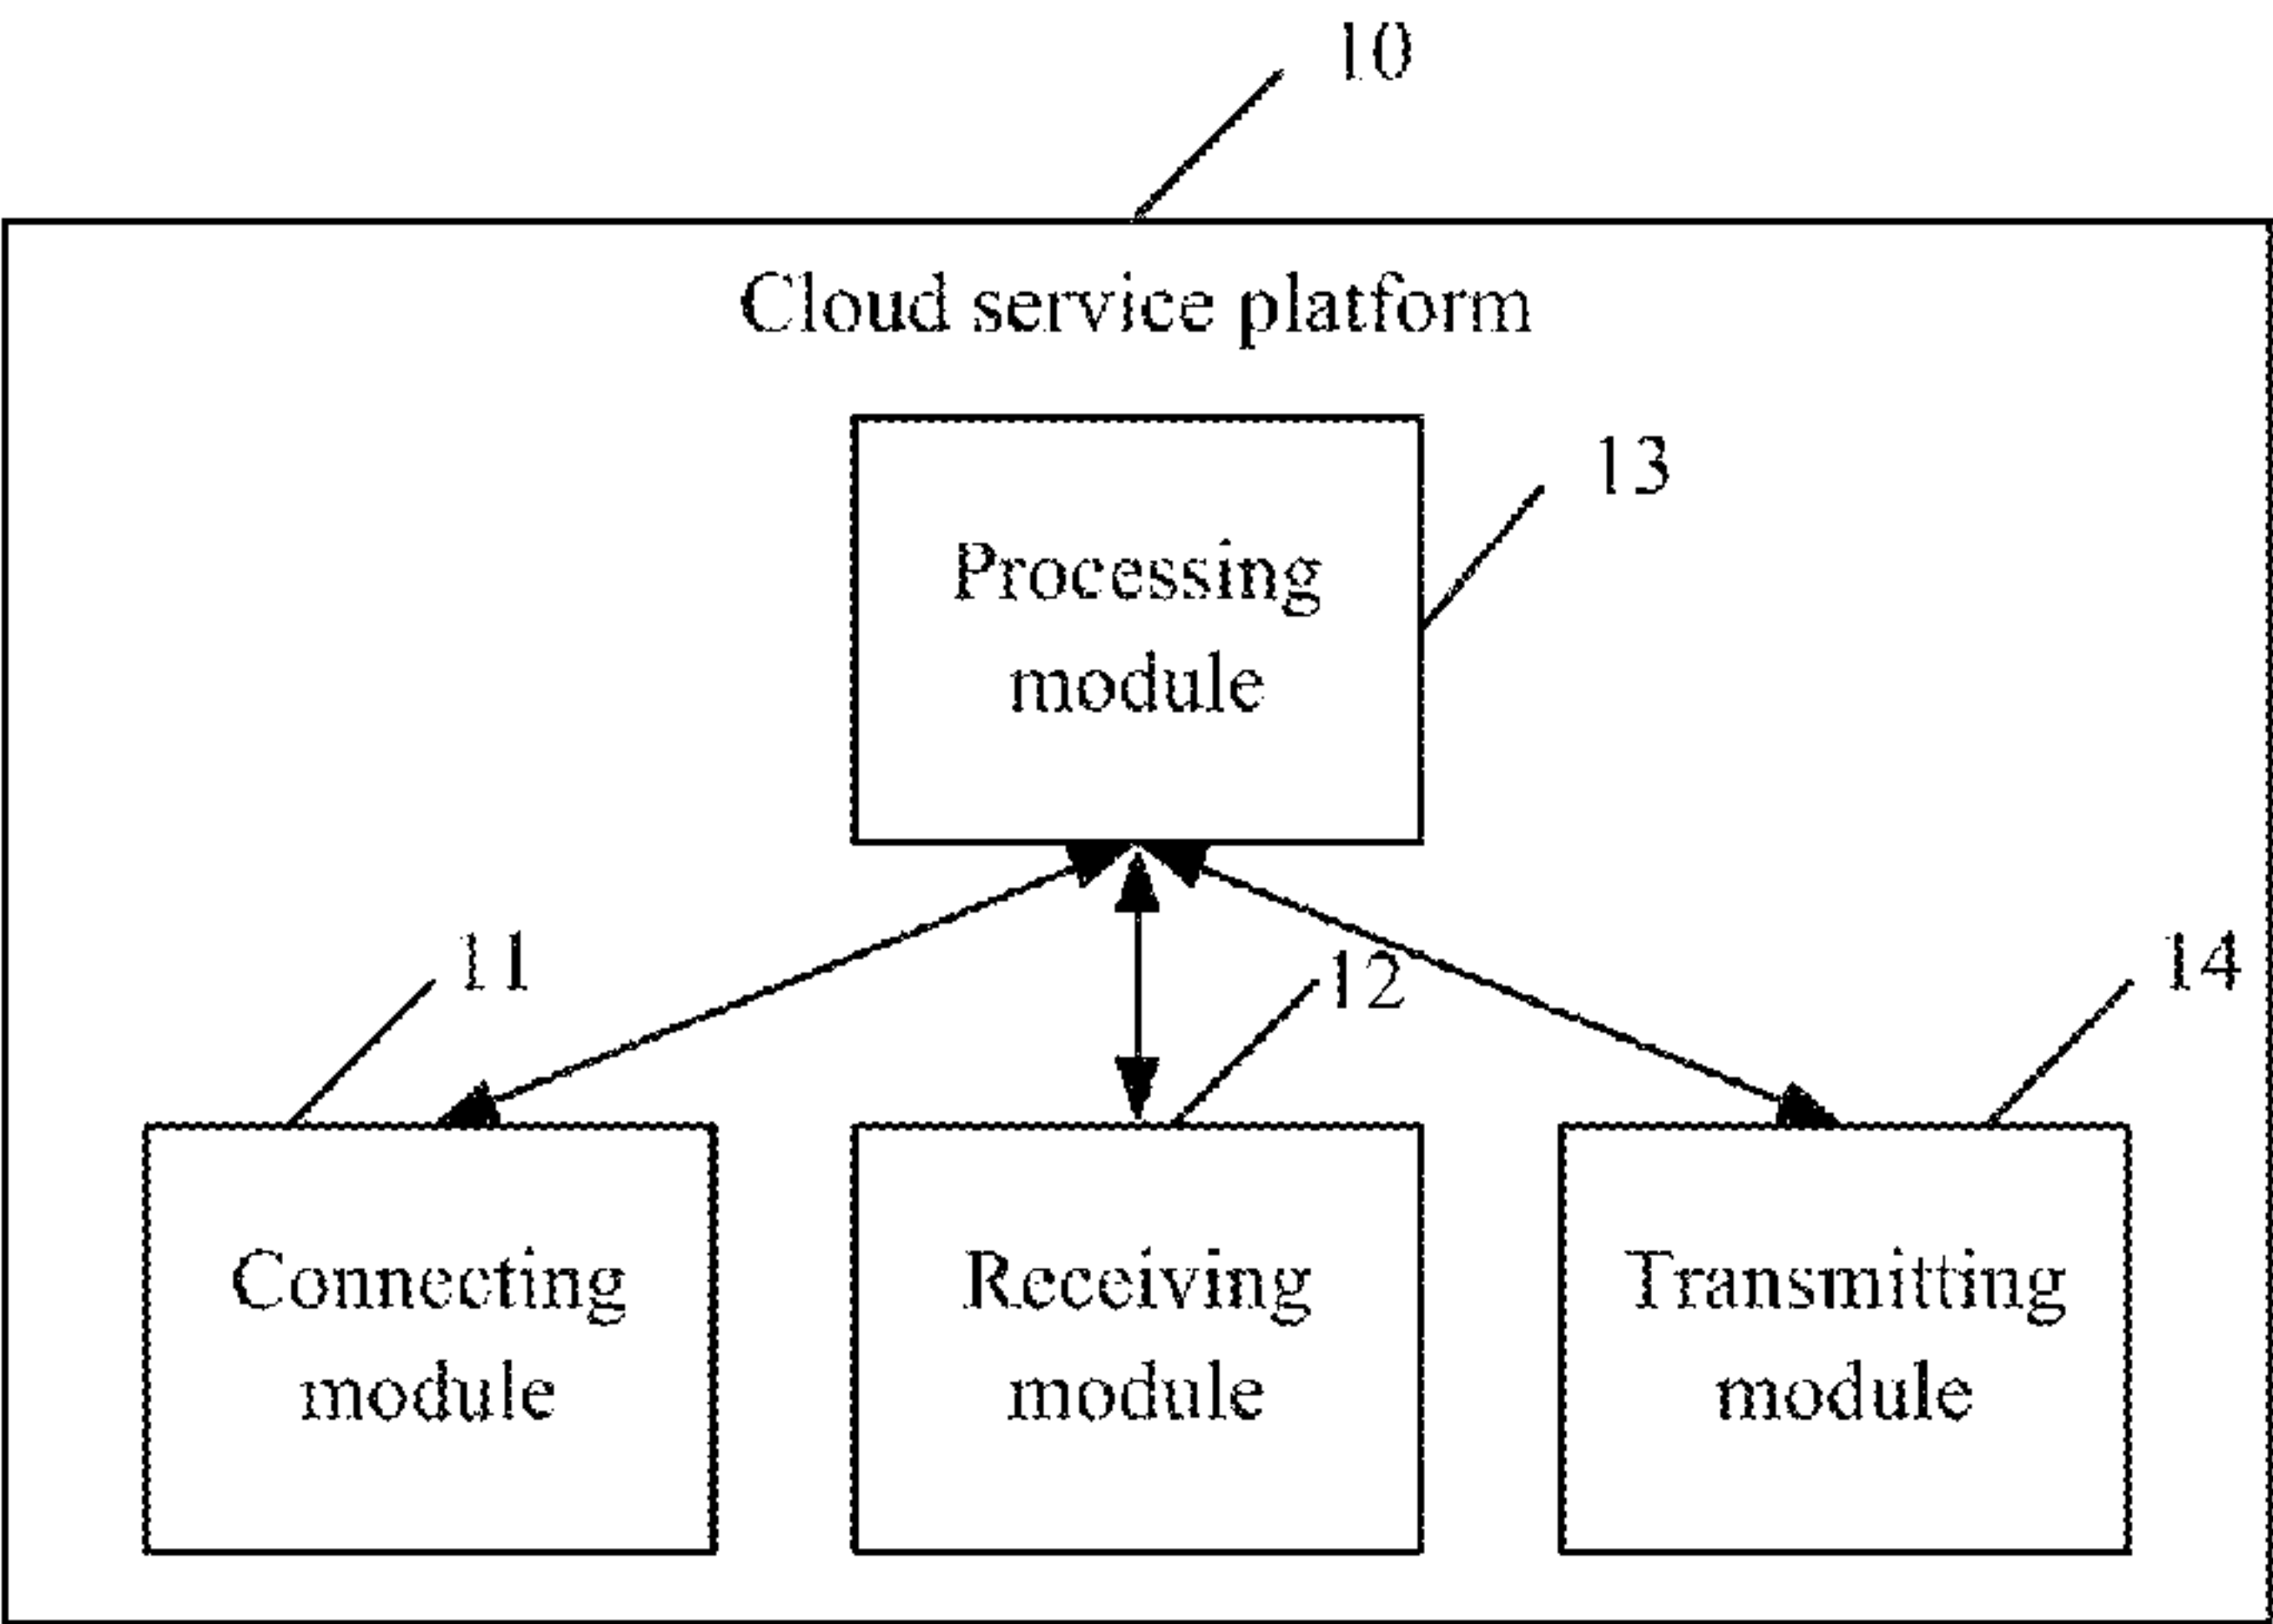 10
Cloud service platform
13
Processing
module
11
12
14
Connecting
module
Receiving
module
Transmitting
module